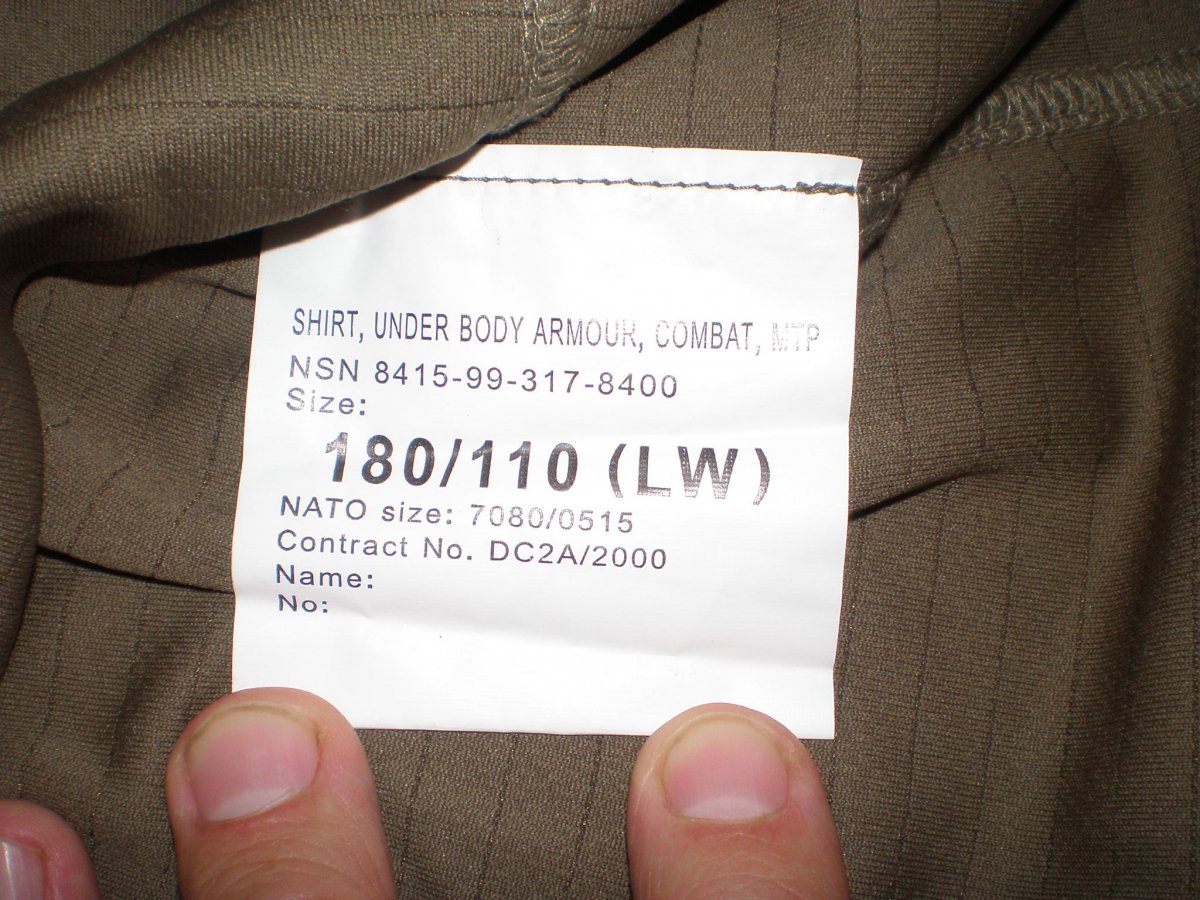 SHIRT, UNDER BODY ARMOUR, COMBAT, MTP
NSN 8415-99-317-8400
Size:
180/110 (LW)
NATO size: 7080/0515
Contract No. DC2A/2000
Name:
No: